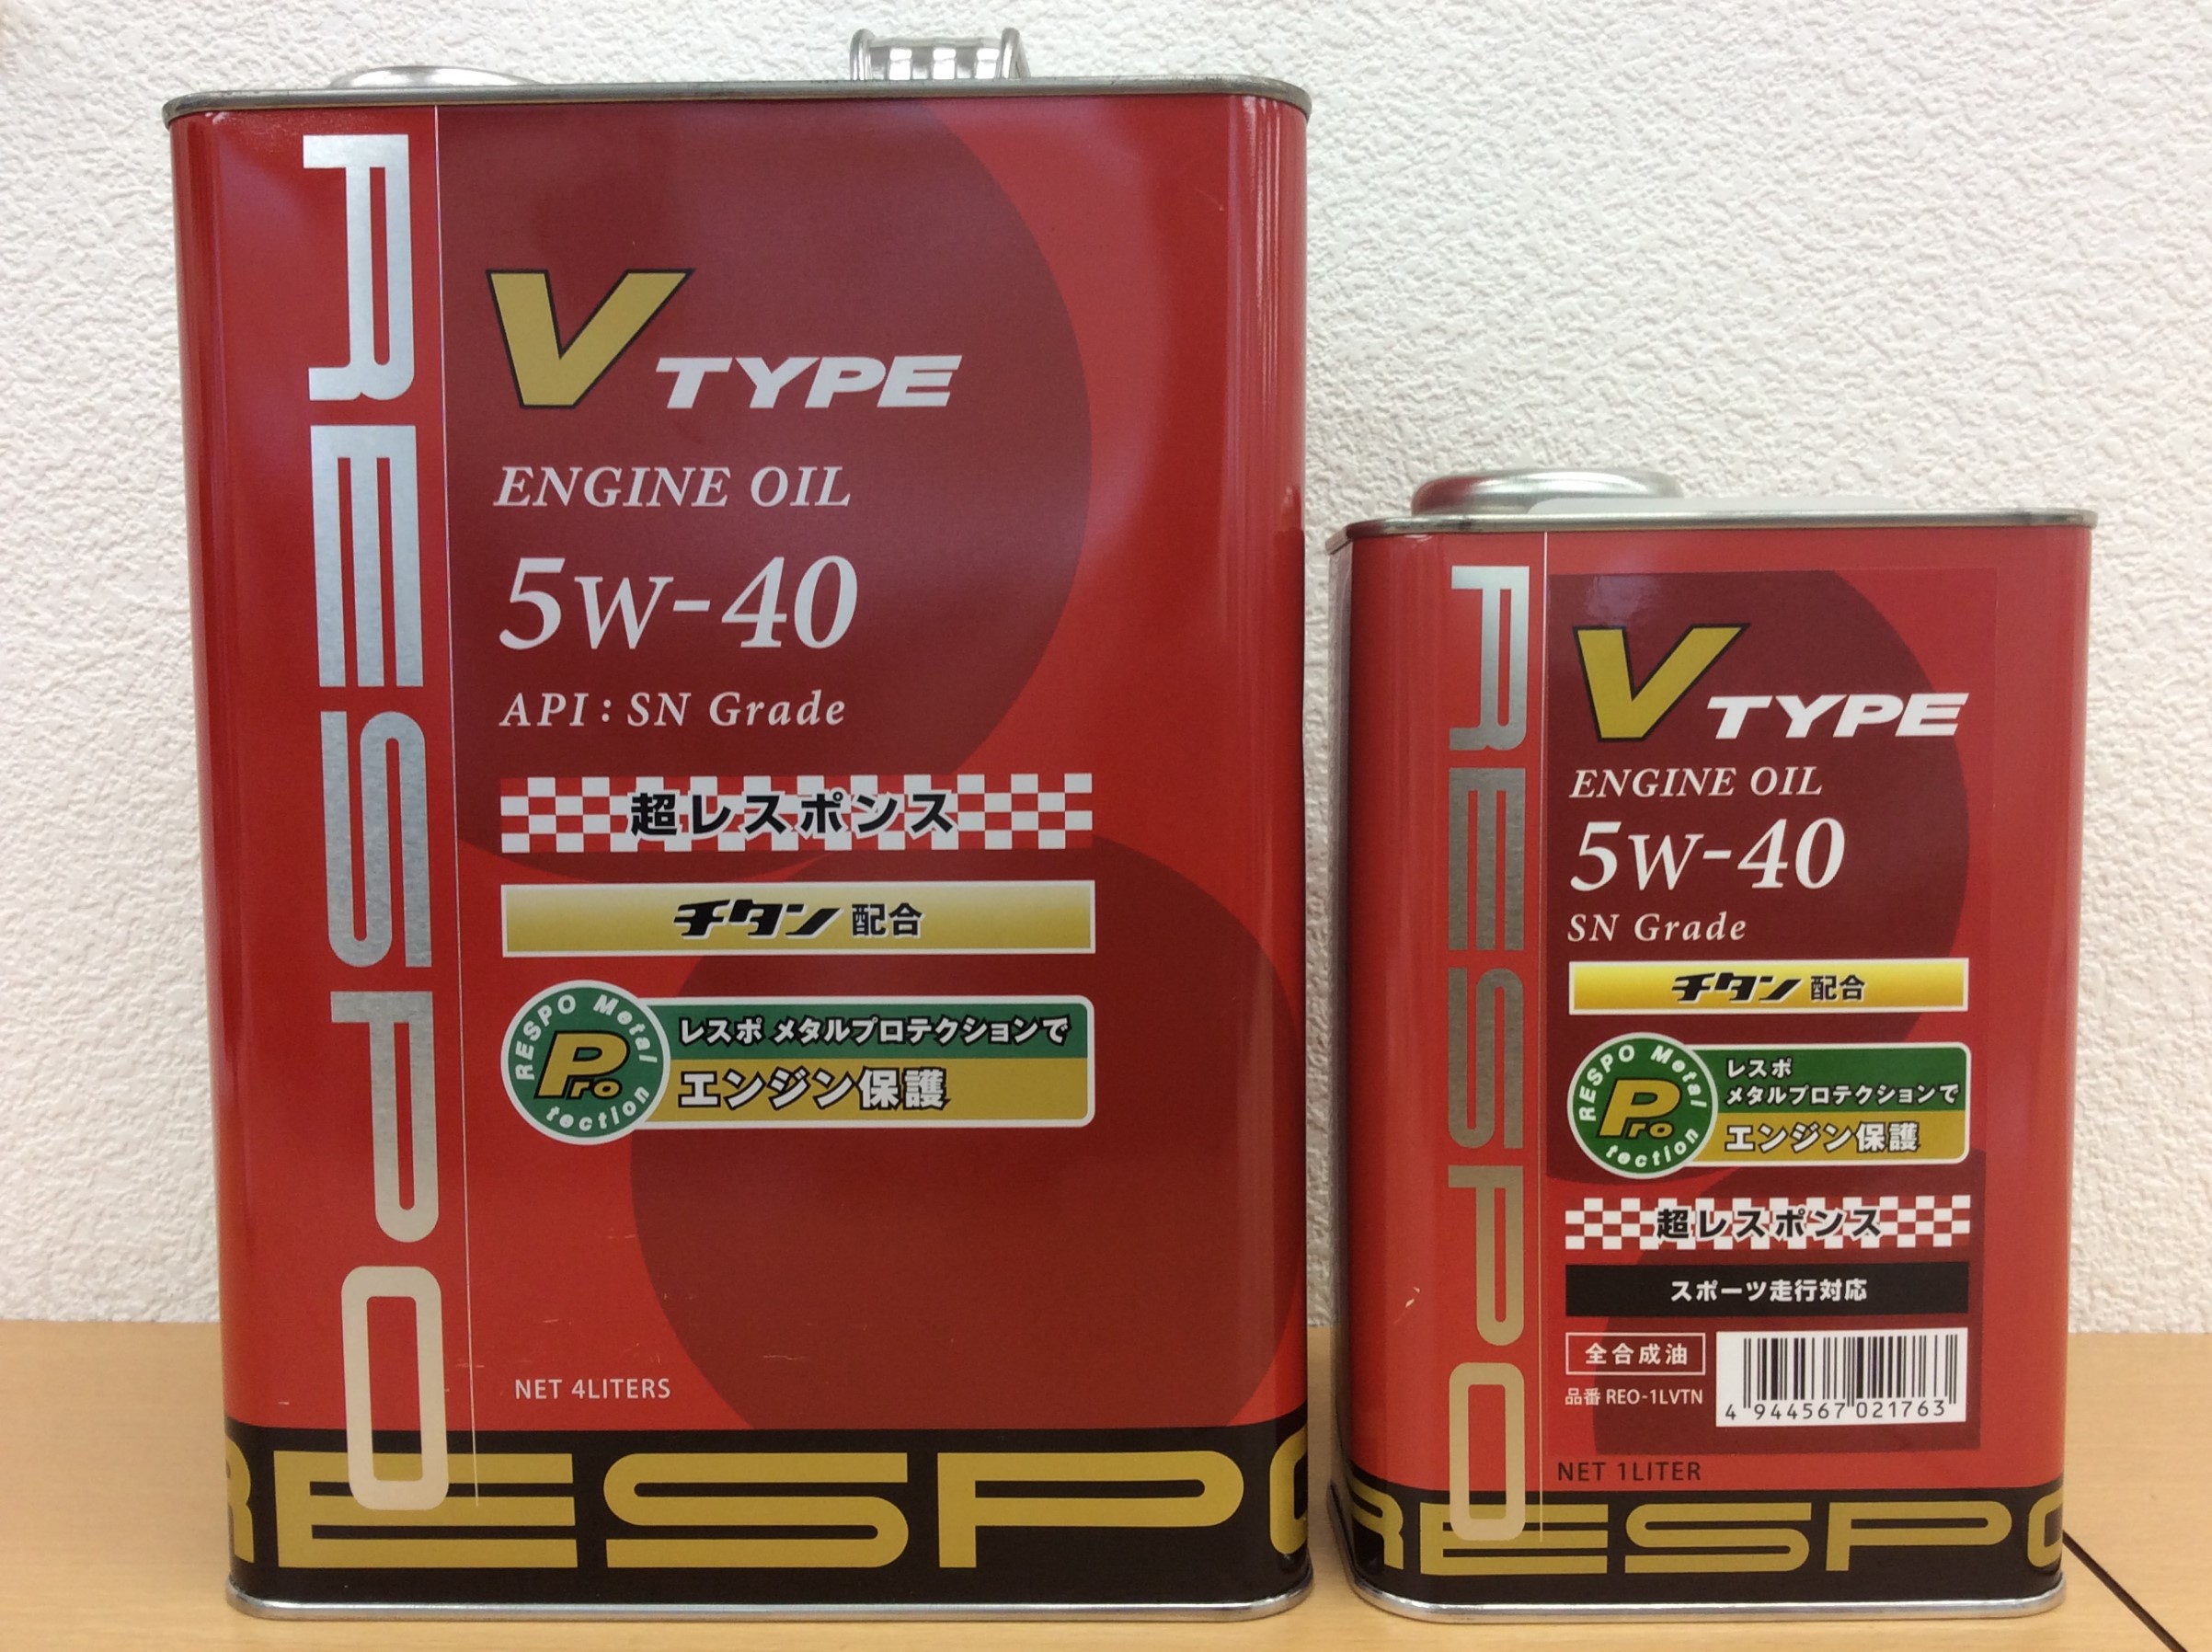 RESPO
V TYPE
ENGINE OIL
5W-40
API : SN Grade
超レスポンス
チタン 配合
RESPO Metal
Pro
tection
レスポ メタルプロテクションで
エンジン保護
NET 4LITERS
RESPO
RESPO
V TYPE
ENGINE OIL
5W-40
SN Grade
チタン 配合
RESPO Metal
Pro
tection
レスポ
メタルプロテクションで
エンジン保護
超レスポンス
スポーツ走行対応
全合成油
品番 REO-1LVTN
4 944567 021763
NET 1LITER
RESPO